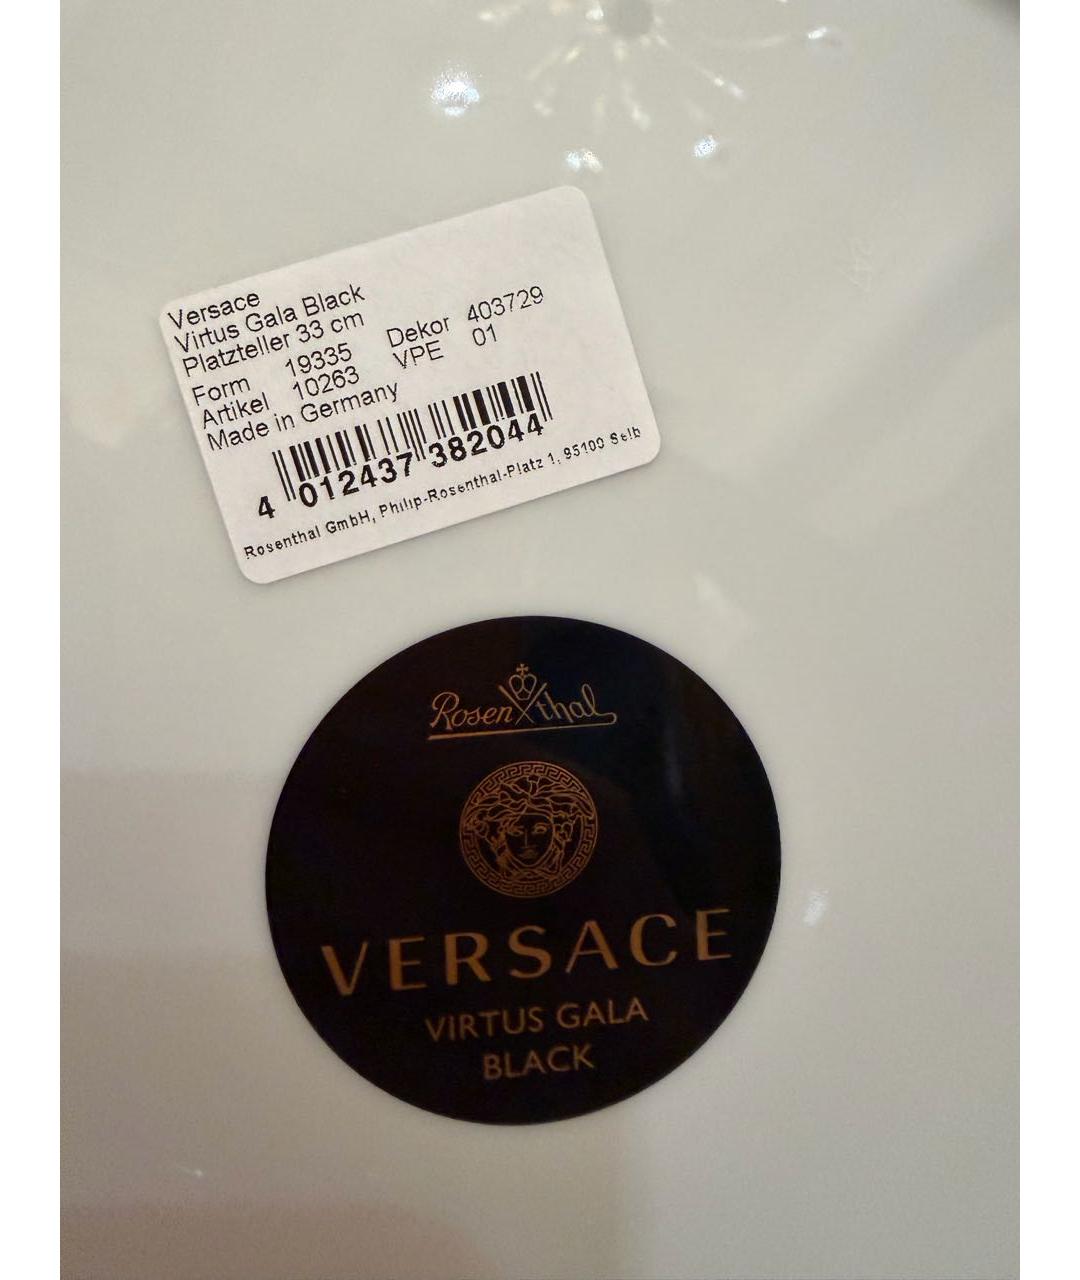 Versace
Virtus Gala Black
Platzteller 33 cm
Form 19335 Dekor 403729
Artikel 10263 VPE 01
Made in Germany
4 012437 382044
Rosenthal GmbH, Philip-Rosenthal-Platz 1, 95100 Selb
Rosenthal
VERSACE
VIRTUS GALA
BLACK